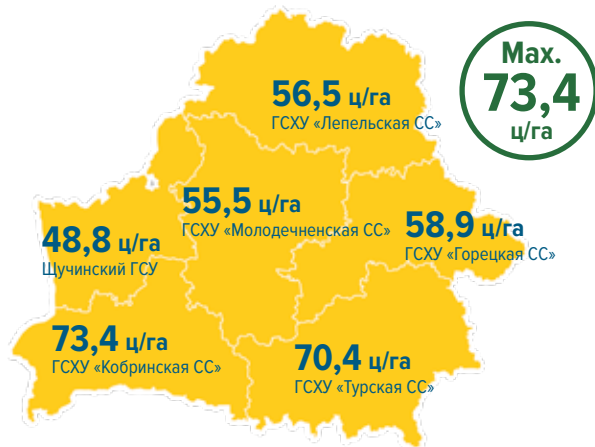 Max.
73,4
ц/га
56,5 ц/га
ГСХУ «Лепельская СС»
55,5 ц/га
ГСХУ «Молодечненская СС»
58,9 ц/га
ГСХУ «Горецкая СС»
48,8 ц/га
Щучинский ГСУ
73,4 ц/га
ГСХУ «Кобринская СС»
70,4 ц/га
ГСХУ «Турская СС»